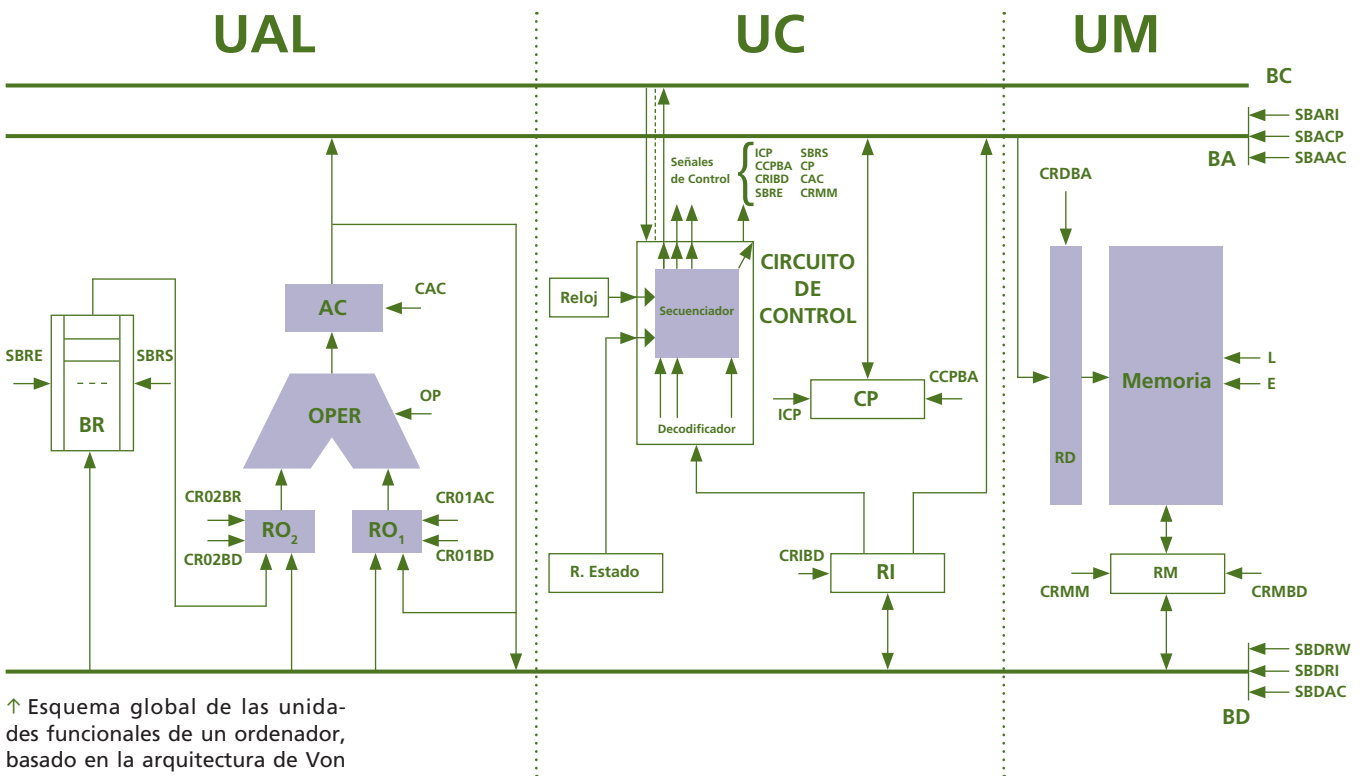 UAL
UC
UM
BC
SBARI
SBACP
SBAAC
BA
Señales
de Control
{
ICP SBRS
CCPBA CP
CRIBD CAC
SBRE CRMM
CRDBA
CIRCUITO
DE
CONTROL
Reloj
Secuenciador
Decodificador
AC
CAC
SBRE
SBRS
BR
OPER
OP
CCPBA
CP
ICP
Memoria
L
E
RD
CR02BR
CR02BD
RO2
RO1
CR01AC
CR01BD
R. Estado
CRIBD
RI
RM
CRMM
CRMBD
SBDRW
SBDRI
SBDAC
BD
↑ Esquema global de las unida-
des funcionales de un ordenador,
basado en la arquitectura de Von